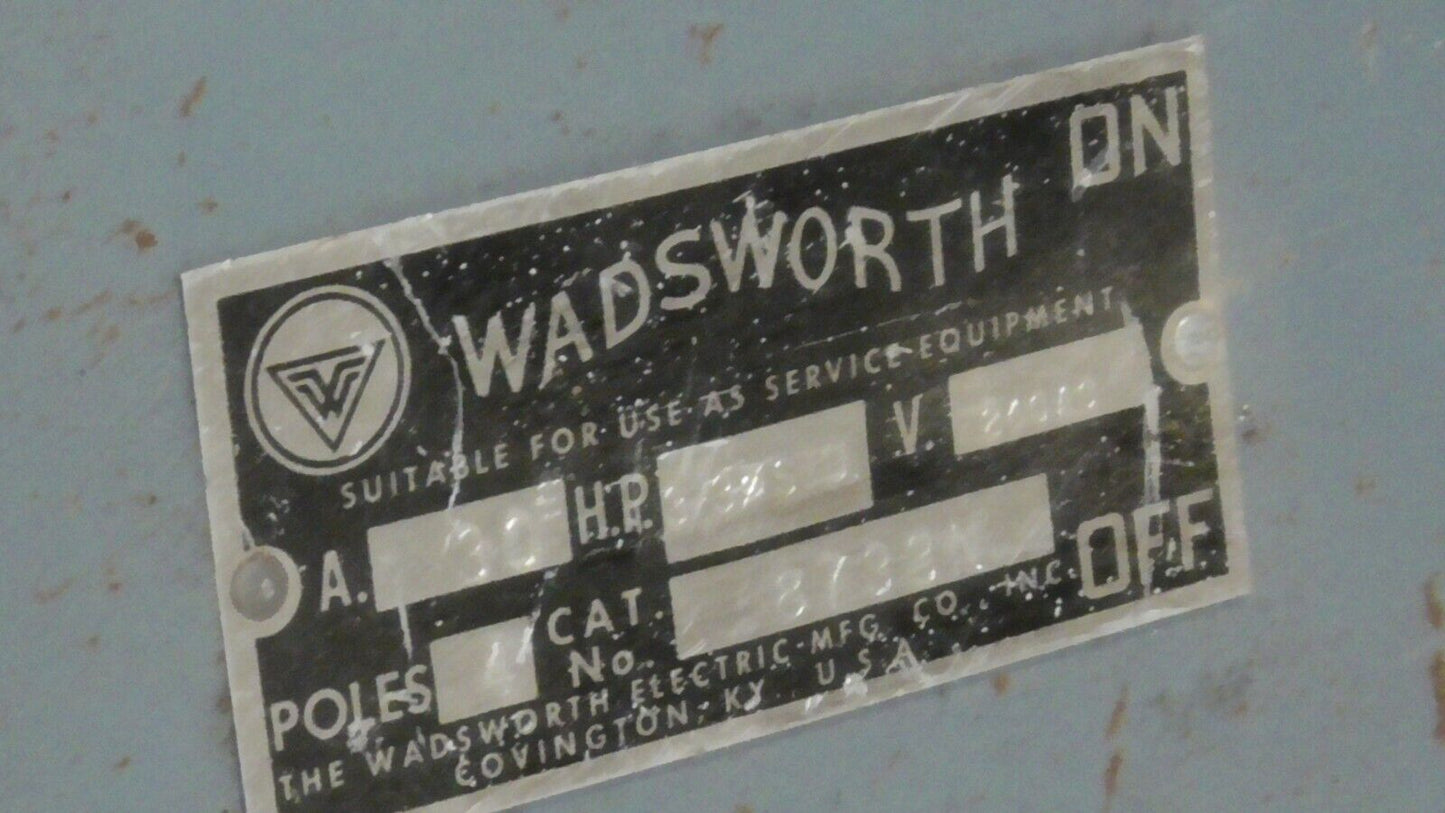 ON
WADSWORTH
SUITABLE FOR USE AS SERVICE EQUIPMENT
A. 30 H.P. V.
POLES CAT. No.
OFF
THE WADSWORTH ELECTRIC MFG. CO. INC.
COVINGTON, KY. U.S.A.